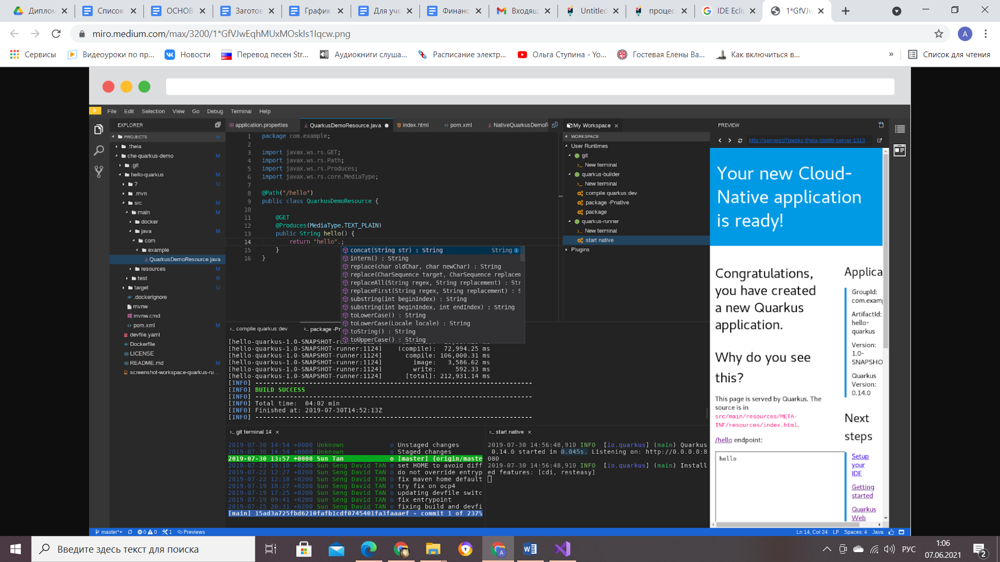 Диплом
Список
ОСНОВ
Заготов
График
Для уче
Финанс
Входящ
Untitled
процес
IDE Ecli
1*GfVJw
miro.medium.com/max/3200/1*GfVJwEqhMUxMOskIs1Iqcw.png
A
Сервисы
Видеоуроки по пр...
Новости
Перевод песен Str...
Аудиокниги слуша...
Расписание электр...
Ольга Ступина - Yo...
Гостевая Елены Ва...
Как включиться в...
»
Список для чтения
File Edit Selection View Go Debug Terminal Help
EXPLORER
PROJECTS M
.theia
che-quarkus-demo M
.git
hello-quarkus M
? U
.mvn
src M
main M
docker
java M
com
example
QuarkusDemoResource.java
resources M
test R
target U
.dockerignore
mvnw
mvnw.cmd
pom.xml M
devfile.yaml
Dockerfile
LICENSE
README.md M
screenshot-workspace-quarkus-ru...
application.properties
QuarkusDemoResource.java
index.html
pom.xml
NativeQuarkusDemoR
1 package com.example;
2
3 import javax.ws.rs.GET;
4 import javax.ws.rs.Path;
5 import javax.ws.rs.Produces;
6 import javax.ws.rs.core.MediaType;
7
8 @Path("/hello")
9 public class QuarkusDemoResource {
10
11 @GET
12 @Produces(MediaType.TEXT_PLAIN)
13 public String hello() {
14 return "hello".;
15 }
16 }
concat(String str) : String String
intern() : String
replace(char oldChar, char newChar) : String
replace(CharSequence target, CharSequence replacem
replaceAll(String regex, String replacement) : Str
replaceFirst(String regex, String replacement) : S
substring(int beginIndex) : String
substring(int beginIndex, int endIndex) : String
toLowerCase() : String
toLowerCase(Locale locale) : String
toString() : String
toUpperCase() : String
My Workspace
WORKSPACE
User Runtimes
git
New terminal
quarkus-builder
New terminal
compile quarkus:dev
package -Pnative
package
quarkus-runner
New terminal
start native
Plugins
compile quarkus:dev
package -Pr
[hello-quarkus-1.0-SNAPSHOT-runner:1124]
[hello-quarkus-1.0-SNAPSHOT-runner:1124] (compile): 72,994.25 ms
[hello-quarkus-1.0-SNAPSHOT-runner:1124] compile: 106,000.31 ms
[hello-quarkus-1.0-SNAPSHOT-runner:1124] image: 3,586.62 ms
[hello-quarkus-1.0-SNAPSHOT-runner:1124] write: 592.33 ms
[hello-quarkus-1.0-SNAPSHOT-runner:1124] [total]: 212,931.14 ms
[INFO] ------------------------------------------------------------------------
[INFO] BUILD SUCCESS
[INFO] ------------------------------------------------------------------------
[INFO] Total time: 04:02 min
[INFO] Finished at: 2019-07-30T14:52:13Z
[INFO] ------------------------------------------------------------------------
git terminal 14
2019-07-30 14:54 +0000 Unknown o Unstaged changes
2019-07-30 14:54 +0000 Unknown o Staged changes
2019-07-30 13:57 +0000 Sun Tan o [master] {origin/maste
2019-07-23 19:10 +0200 Sun Seng David TAN o set HOME to avoid diff
2019-07-22 12:27 +0200 Sun Seng David TAN o do not override entryp
2019-07-22 12:18 +0200 Sun Seng David TAN o fix maven home default
2019-07-19 18:27 +0200 Sun Seng David TAN o try fix on ocp4
2019-07-19 17:25 +0200 Sun Seng David TAN o updating devfile switc
2019-07-19 09:41 +0200 Sun Seng David TAN o fix entrypoint
2019-07-15 20:31 +0200 Sun Seng David TAN o fixing build and devfi
[main] 15ad3a725fbd6210fafb1cdf0745401fa3faaaef - commit 1 of 237%
start native
2019-07-30 14:56:48,910 INFO [io.quarkus] (main) Quarkus
0.14.0 started in 0.045s. Listening on: http://0.0.0.0:8
080
2019-07-30 14:56:48,910 INFO [io.quarkus] (main) Install
ed features: [cdi, resteasy]
PREVIEW
http://serverzd7pwskc-theia-idebtb-server-1313...
Your new Cloud-
Native application
is ready!
Congratulations,
you have created
a new Quarkus
application.
Why do you see
this?
This page is served by Quarkus. The
source is in
src/main/resources/META-
INF/resources/index.html.
/hello endpoint:
hello
Applica
GroupId:
com.examp
ArtifactId:
hello-
quarkus
Version:
1.0-
SNAPSHO
Quarkus
Version:
0.14.0
Next
steps
Setup
your
IDE
Getting
started
Quarkus
Web
master*+ 0 0 1 Previews
Ln 14, Col 24 LF Spaces: 4 Java
Введите здесь текст для поиска
РУС
1:06
07.06.2021
2